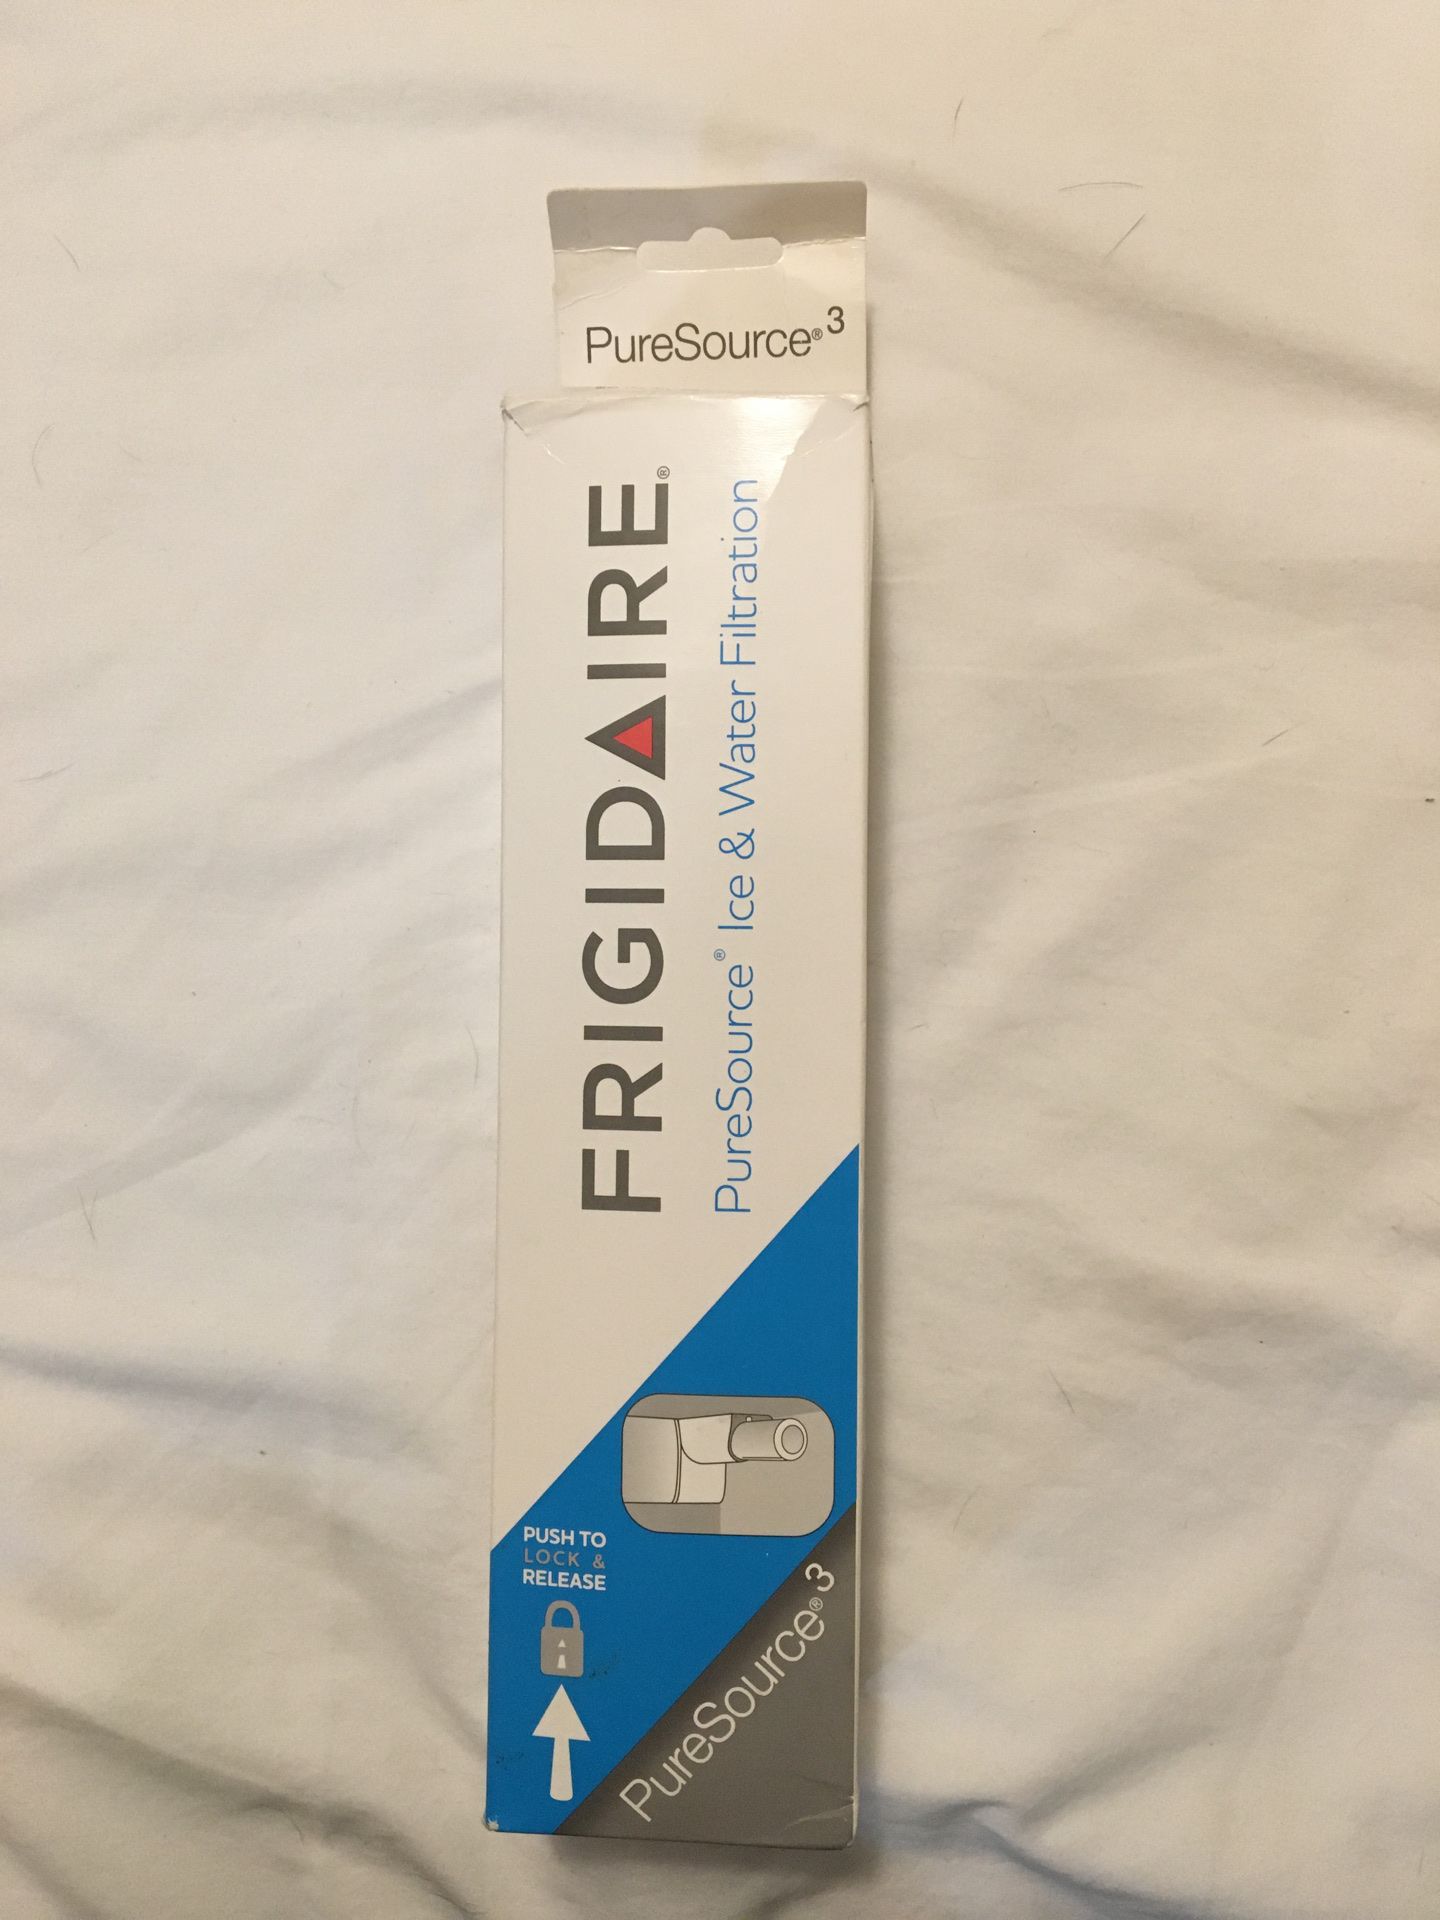 PureSource®3
FRIGIDAIRE®
PureSource® Ice & Water Filtration
PUSH TO
LOCK &
RELEASE
PureSource®3